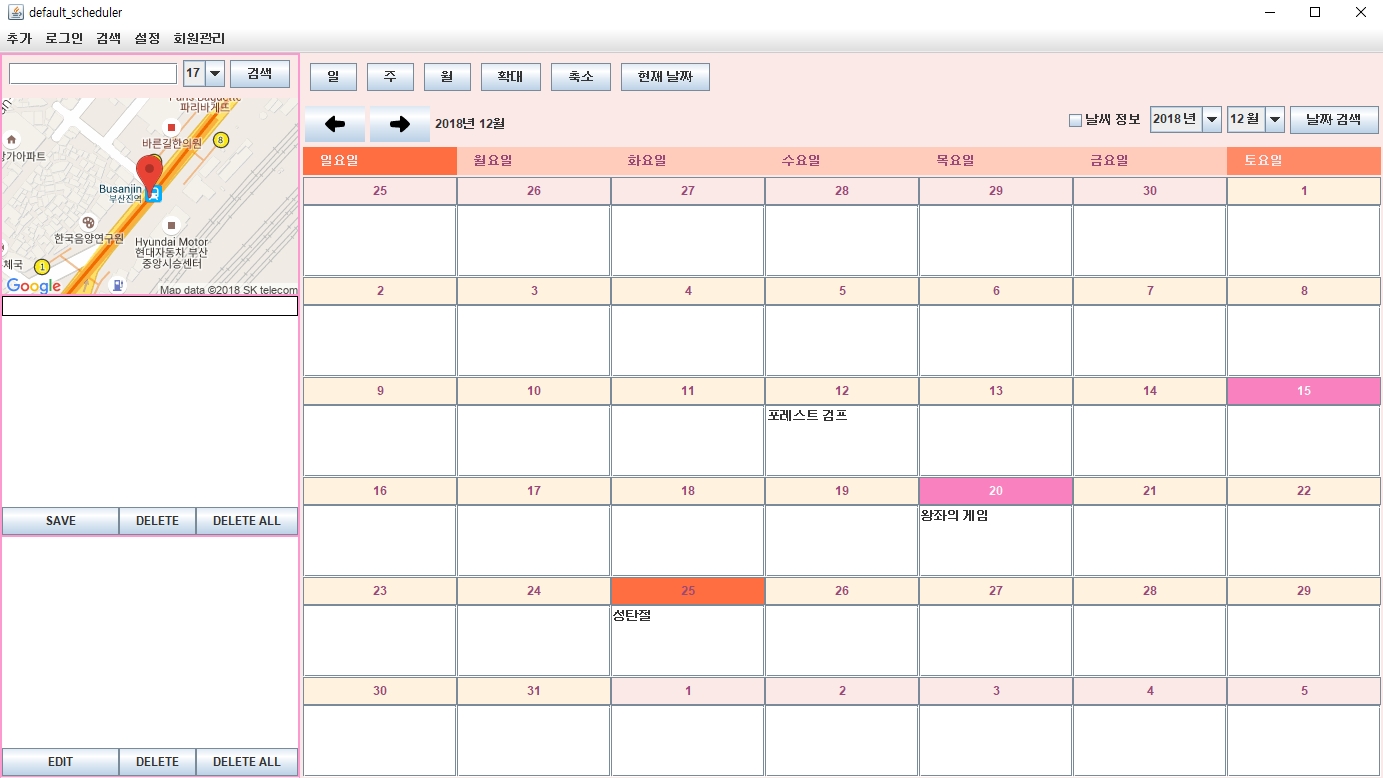 default_scheduler
추가 로그인 검색 설정 회원관리
17 검색
Paris Baguette
파리바게뜨
바른길한의원
8
상가아파트
Busanjin
부산진역
한국음양연구원
Hyundai Motor
현대자동차 부산
중앙시승센터
체국
1
Google
Map data ©2018 SK telecom
SAVE DELETE DELETE ALL
EDIT DELETE DELETE ALL
일 주 월 확대 축소 현재 날짜
2018년 12월
날씨 정보 2018 년 12 월 날짜 검색
일요일 월요일 화요일 수요일 목요일 금요일 토요일
25 26 27 28 29 30 1
2 3 4 5 6 7 8
9 10 11 12 13 14 15
포레스트 검프
16 17 18 19 20 21 22
왕좌의 게임
23 24 25 26 27 28 29
성탄절
30 31 1 2 3 4 5